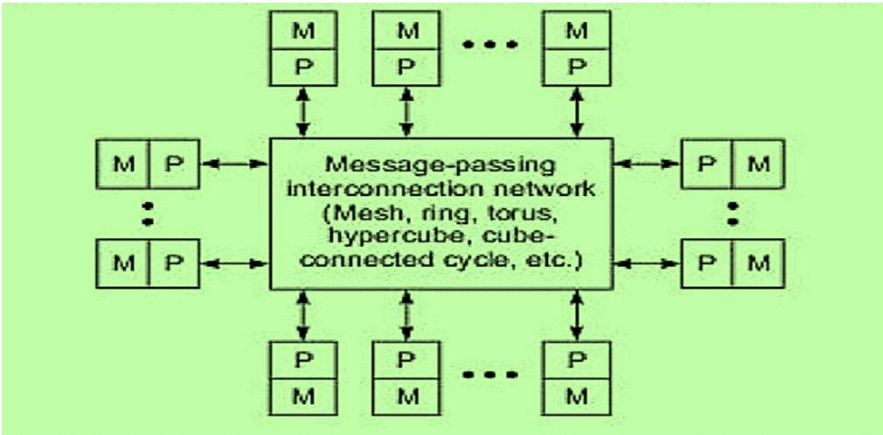 M M M
P P P
M P
Message-passing
interconnection network
(Mesh, ring, torus,
hypercube, cube-
connected cycle, etc.)
P M
M P
P M
P P P
M M M